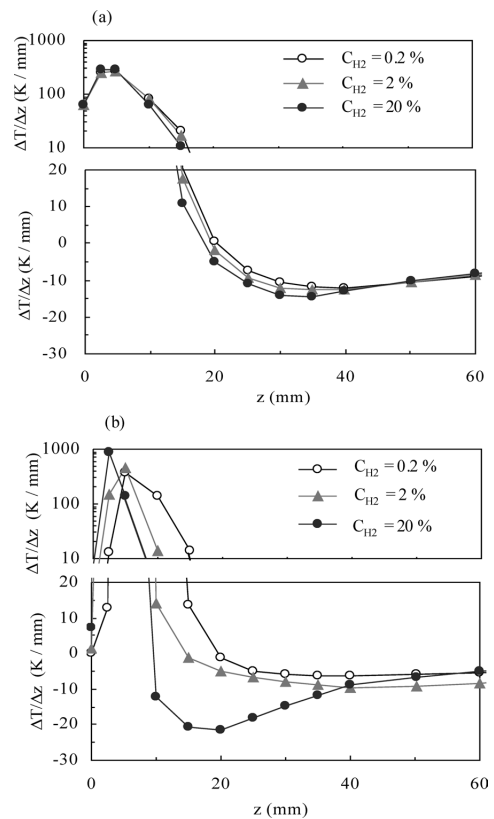 (a)
1000
100
10
ΔT/Δz (K / mm)
C_H2 = 0.2 %
C_H2 = 2 %
C_H2 = 20 %
20
10
0
-10
-20
-30
ΔT/Δz (K / mm)
0 20 40 60
z (mm)
(b)
1000
100
10
ΔT/Δz (K / mm)
C_H2 = 0.2 %
C_H2 = 2 %
C_H2 = 20 %
20
10
0
-10
-20
-30
ΔT/Δz (K / mm)
0 20 40 60
z (mm)